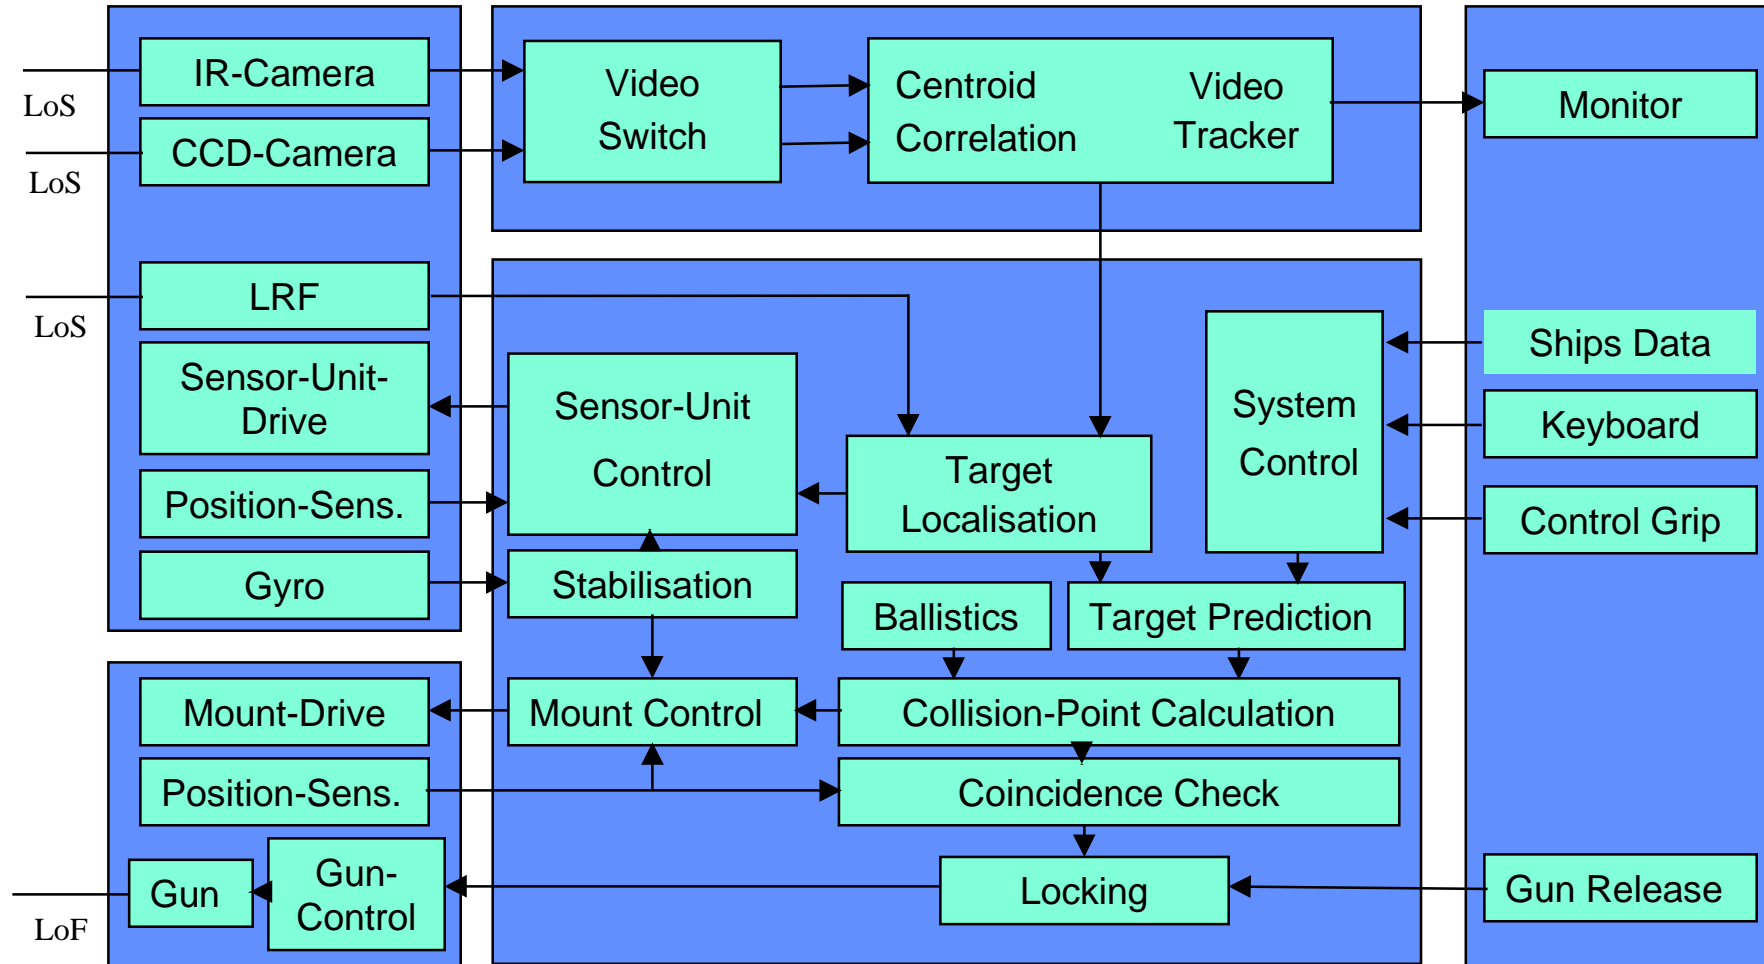 IR-Camera
LoS
CCD-Camera
LoS
Video
Switch
Centroid
Correlation
Video
Tracker
Monitor
LRF
LoS
Sensor-Unit-
Drive
Position-Sens.
Gyro
Sensor-Unit
Control
Stabilisation
Target
Localisation
System
Control
Ships Data
Keyboard
Control Grip
Ballistics
Target Prediction
Mount-Drive
Mount Control
Collision-Point Calculation
Position-Sens.
Coincidence Check
Gun
Gun-
Control
Locking
Gun Release
LoF